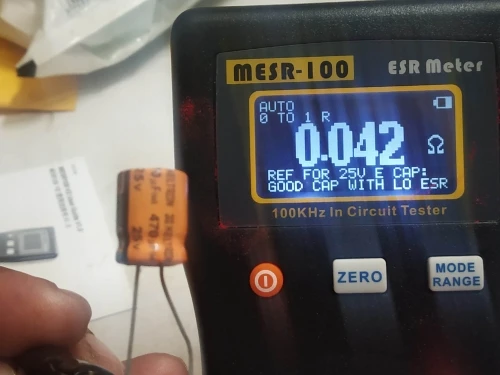 MESR-100
ESR Meter
AUTO
0 TO 1 R
0.042 Ω
REF FOR 25V E CAP:
GOOD CAP WITH LO ESR
100KHz In Circuit Tester
ZERO
MODE
RANGE
470
25V